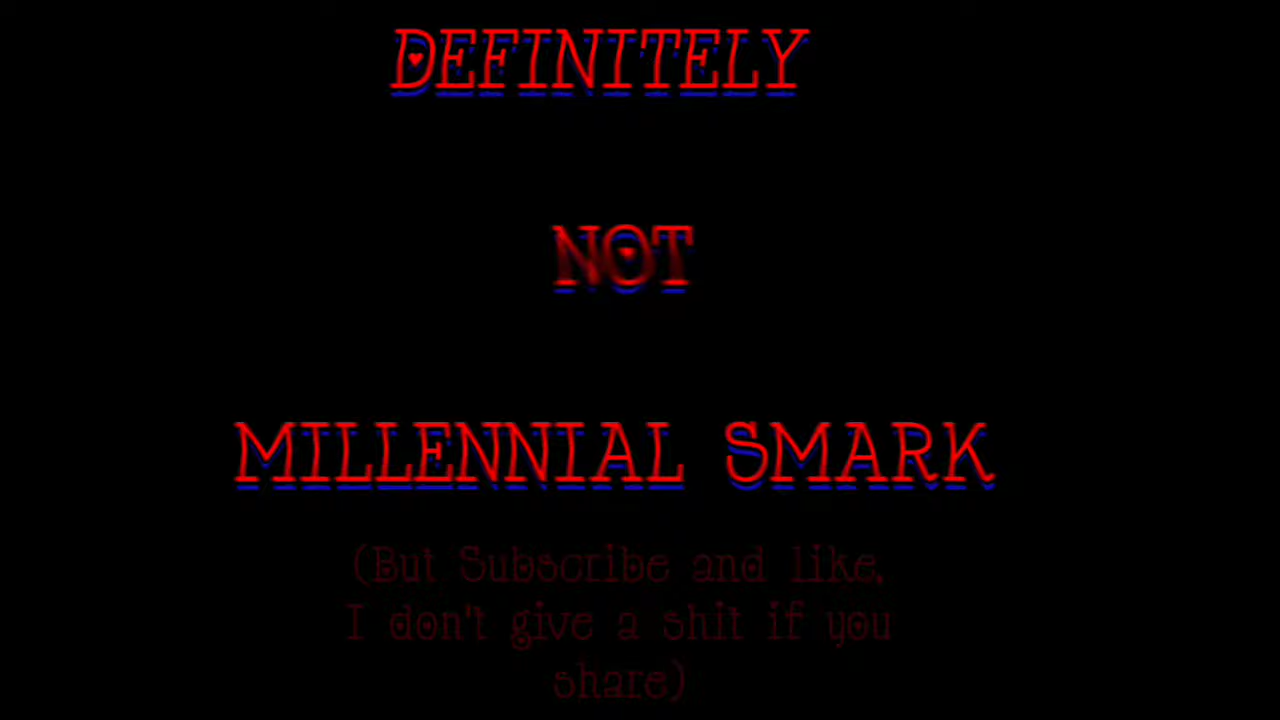 DEFINITELY
NOT
MILLENNIAL SMARK
(But Subscribe and like,
I don't give a shit if you
share)